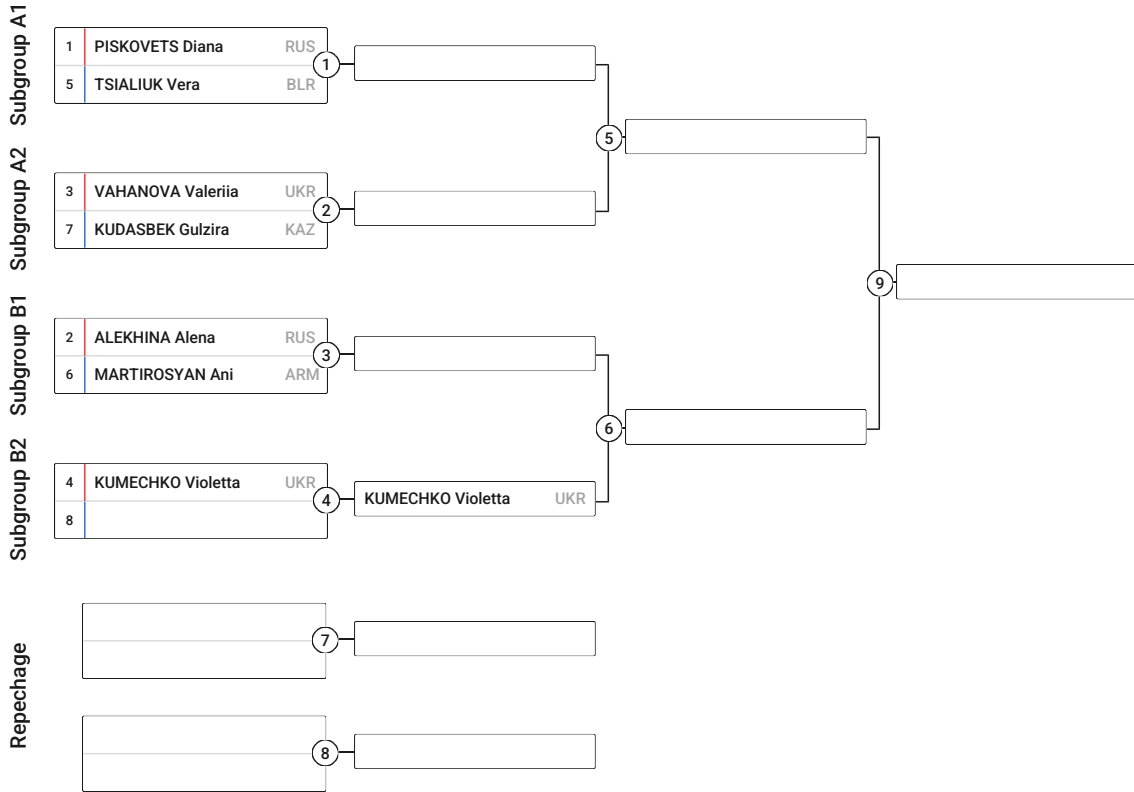 Subgroup A1
1 PISKOVETS Diana RUS
5 TSIALIUK Vera BLR
1
5
Subgroup A2
3 VAHANOVA Valeriia UKR
7 KUDASBEK Gulzira KAZ
2
9
Subgroup B1
2 ALEKHINA Alena RUS
6 MARTIROSYAN Ani ARM
3
6
Subgroup B2
4 KUMECHKO Violetta UKR
8
4
KUMECHKO Violetta UKR
Repechage
7
8